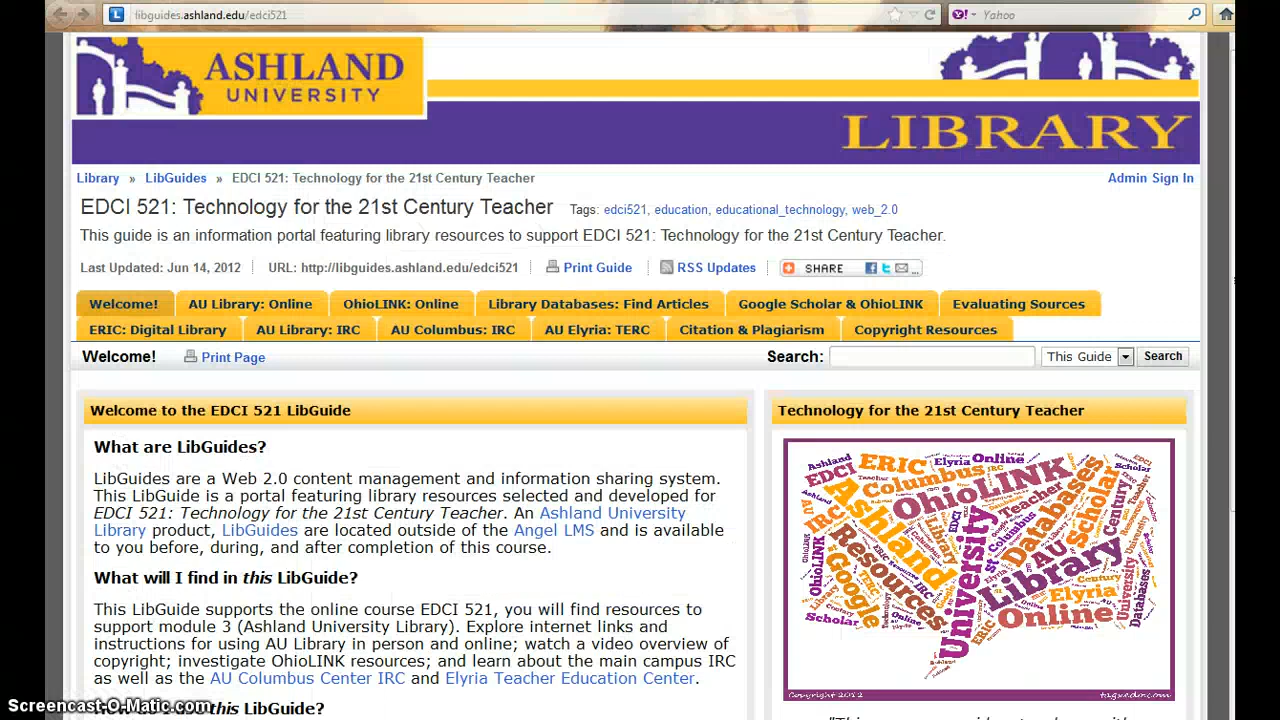 libguides.ashland.edu/edci521
Yahoo
ASHLAND
UNIVERSITY
LIBRARY
Library » LibGuides » EDCI 521: Technology for the 21st Century Teacher
Admin Sign In
EDCI 521: Technology for the 21st Century Teacher
Tags: edci521, education, educational_technology, web_2.0
This guide is an information portal featuring library resources to support EDCI 521: Technology for the 21st Century Teacher.
Last Updated: Jun 14, 2012 URL: http://libguides.ashland.edu/edci521 Print Guide RSS Updates SHARE ...
Welcome! AU Library: Online OhioLINK: Online Library Databases: Find Articles Google Scholar & OhioLINK Evaluating Sources
ERIC: Digital Library AU Library: IRC AU Columbus: IRC AU Elyria: TERC Citation & Plagiarism Copyright Resources
Welcome! Print Page Search: This Guide Search
Welcome to the EDCI 521 LibGuide
What are LibGuides?
LibGuides are a Web 2.0 content management and information sharing system.
This LibGuide is a portal featuring library resources selected and developed for
EDCI 521: Technology for the 21st Century Teacher. An Ashland University
Library product, LibGuides are located outside of the Angel LMS and is available
to you before, during, and after completion of this course.
What will I find in this LibGuide?
This LibGuide supports the online course EDCI 521, you will find resources to
support module 3 (Ashland University Library). Explore internet links and
instructions for using AU Library in person and online; watch a video overview of
copyright; investigate OhioLINK resources; and learn about the main campus IRC
as well as the AU Columbus Center IRC and Elyria Teacher Education Center.
this LibGuide?
Technology for the 21st Century Teacher
Ashland
EDCI
ERIC
Elyria
Online
Columbus
IRC
OhioLINK
Teacher
Databases
Scholar
Century
Ashland
AU
IRC
Library
EDCI
Columbus
University
Resources
Google
OhioLINK
AU
Library
Elyria
Online
University
Databases
Scholar
ERIC
Copyright 2012
tagxedo.com
Screencast-O-Matic.com